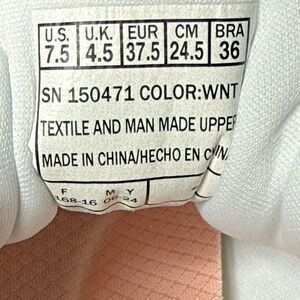 U.S. U.K. EUR CM BRA
7.5 4.5 37.5 24.5 36
SN 150471 COLOR:WNT
TEXTILE AND MAN MADE UPPER
MADE IN CHINA/HECHO EN
F M Y
168-16 06-24